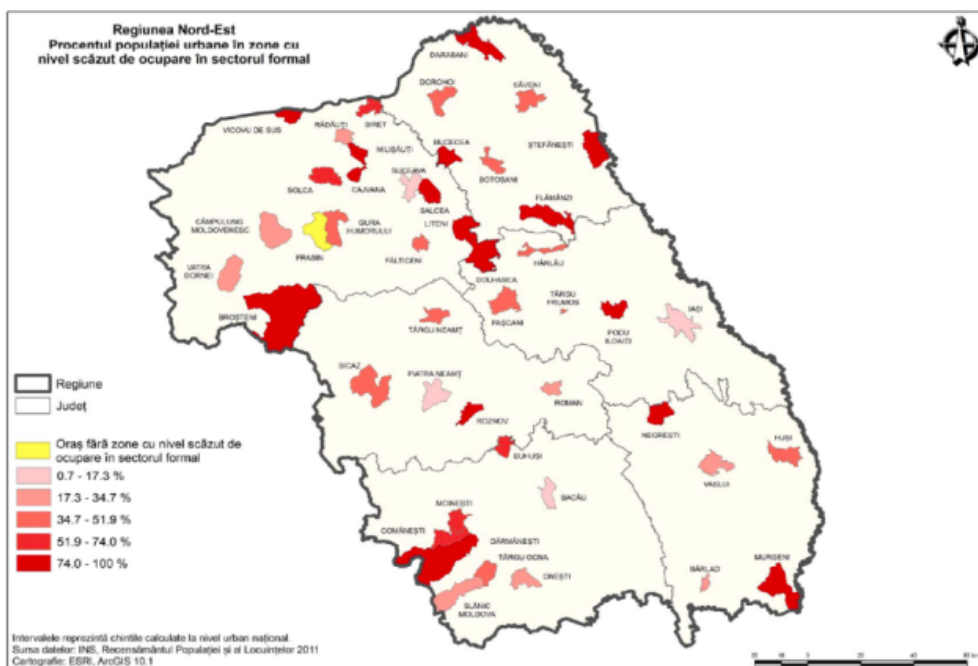 Regiunea Nord-Est
Procentul populației urbane în zone cu
nivel scăzut de ocupare în sectorul formal
DARABANI
DOROHOI
SĂVENI
VICOVU DE SUS
RĂDĂUȚI
SIRET
MILIȘĂUȚI
BUCECEA
ȘTEFĂNEȘTI
SUCEAVA
BOTOȘANI
SOLCA
CAJVANA
SALCEA
FLĂMÂNZI
CÂMPULUNG
MOLDOVENESC
GURA
HUMORULUI
LITENI
FRASIN
FĂLTICENI
HÂRLĂU
DOLHASCA
VATRA
DORNEI
TÂRGU
FRUMOS
IAȘI
BROȘTENI
TÂRGU NEAMȚ
PAȘCANI
PODU
ILOAIEI
BICAZ
PIATRA NEAMȚ
ROMAN
Regiune
Județ
ROZNOV
NEGREȘTI
HUȘI
Oraș fără zone cu nivel scăzut de
ocupare în sectorul formal
BUHUȘI
VASLUI
0.7 - 17.3 %
BACĂU
17.3 - 34.7 %
MOINEȘTI
34.7 - 51.9 %
COMĂNEȘTI
DĂRMĂNEȘTI
51.9 - 74.0 %
TÂRGU OCNA
MURGENI
74.0 - 100 %
ONEȘTI
BÂRLAD
SLĂNIC
MOLDOVA
Intervalele reprezintă chintile calculate la nivel urban național.
Sursa datelor: INS, Recensământul Populației și al Locuințelor 2011
Cartografie: ESRI, ArcGIS 10.1